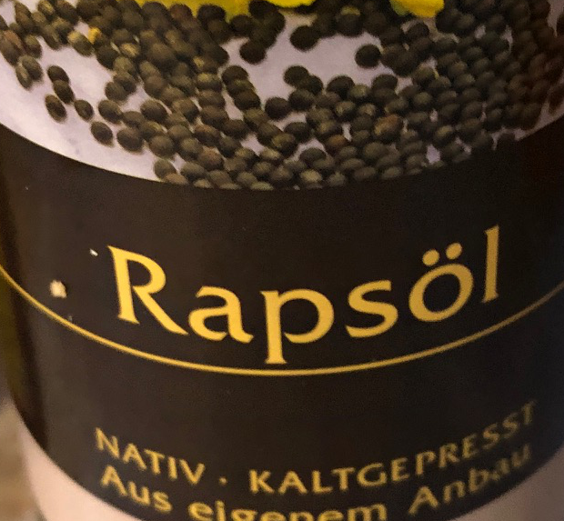 Rapsöl
NATIV · KALTGEPRESST
Aus eigenem Anbau